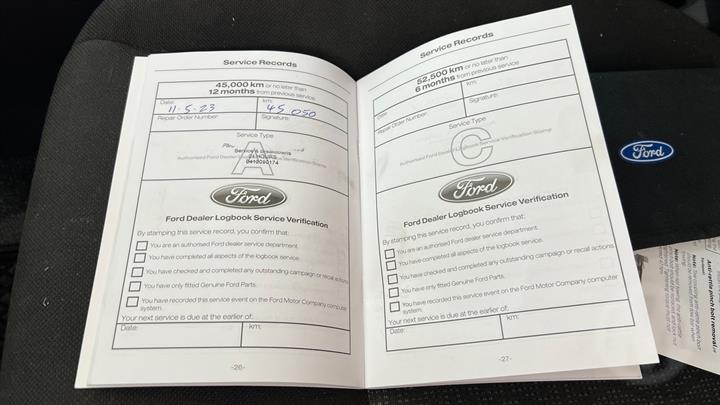 Service Records
45,000 km or no later than
12 months from previous service
Date: km:
11-5-23 45 050
Repair Order Number: Signature:
Service Type
A
Service & Breakdowns
24 HOURS
Authorised Ford Dealer Service Verification Stamp
Ford
Ford Dealer Logbook Service Verification
By stamping this service record, you confirm that:
You are an authorised Ford dealer service department.
You have completed all aspects of the logbook service.
You have checked and completed any outstanding campaign or recall actions.
You have only fitted Genuine Ford Parts.
You have recorded this service event on the Ford Motor Company computer
system.
Your next service is due at the earlier of:
Date: km:
-26-
Service Records
52,500 km or no later than
6 months from previous service
Date: km:
Repair Order Number: Signature:
Service Type
C
Authorised Ford Dealer Logbook Service Verification Stamp
Ford
Ford Dealer Logbook Service Verification
By stamping this service record, you confirm that:
You are an authorised Ford dealer service department.
You have completed all aspects of the logbook service.
You have checked and completed any outstanding campaign or recall actions.
You have only fitted Genuine Ford Parts.
You have recorded this service event on the Ford Motor Company computer
system.
Your next service is due at the earlier of:
Date: km:
-27-
Ford
Anti-rattle pinch bolt removal